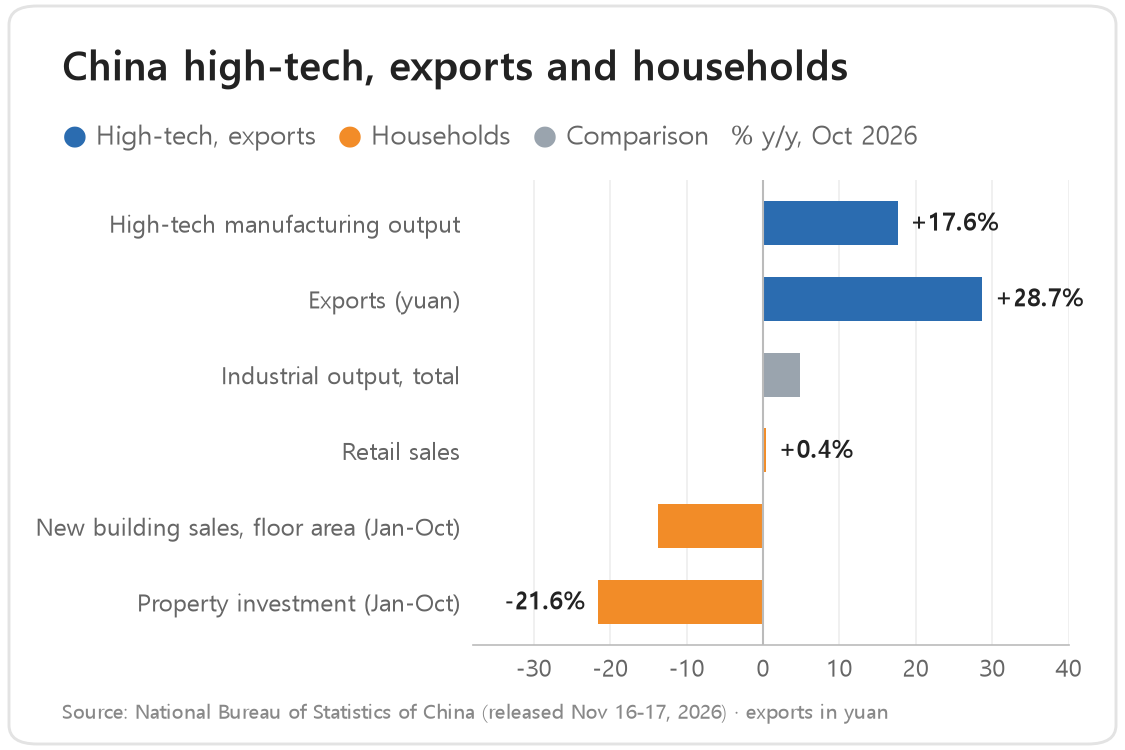 China high-tech, exports and households
High-tech, exports Households Comparison % y/y, Oct 2026
High-tech manufacturing output +17.6%
Exports (yuan) +28.7%
Industrial output, total
Retail sales +0.4%
New building sales, floor area (Jan-Oct)
Property investment (Jan-Oct) -21.6%
-30 -20 -10 0 10 20 30 40
Source: National Bureau of Statistics of China (released Nov 16-17, 2026) · exports in yuan